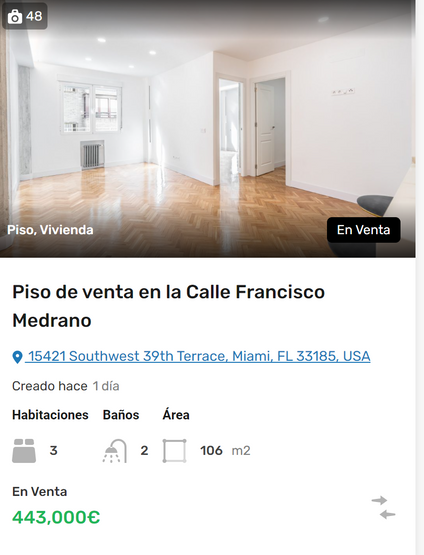 48
Piso, Vivienda
En Venta
Piso de venta en la Calle Francisco
Medrano
15421 Southwest 39th Terrace, Miami, FL 33185, USA
Creado hace 1 día
Habitaciones Baños Área
3 2 106 m2
En Venta
443,000€